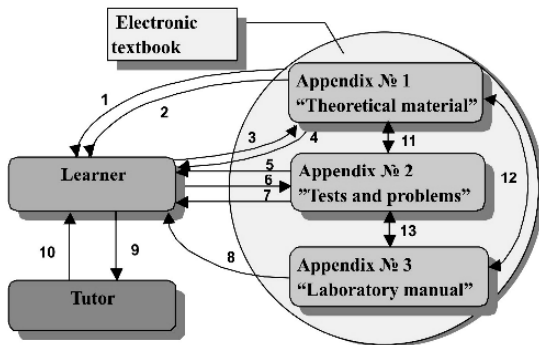 Electronic
textbook
1
2
Appendix № 1
“Theoretical material”
3
4
11
5
6
7
Learner
Appendix № 2
”Tests and problems”
12
13
8
10
9
Appendix № 3
“Laboratory manual”
Tutor